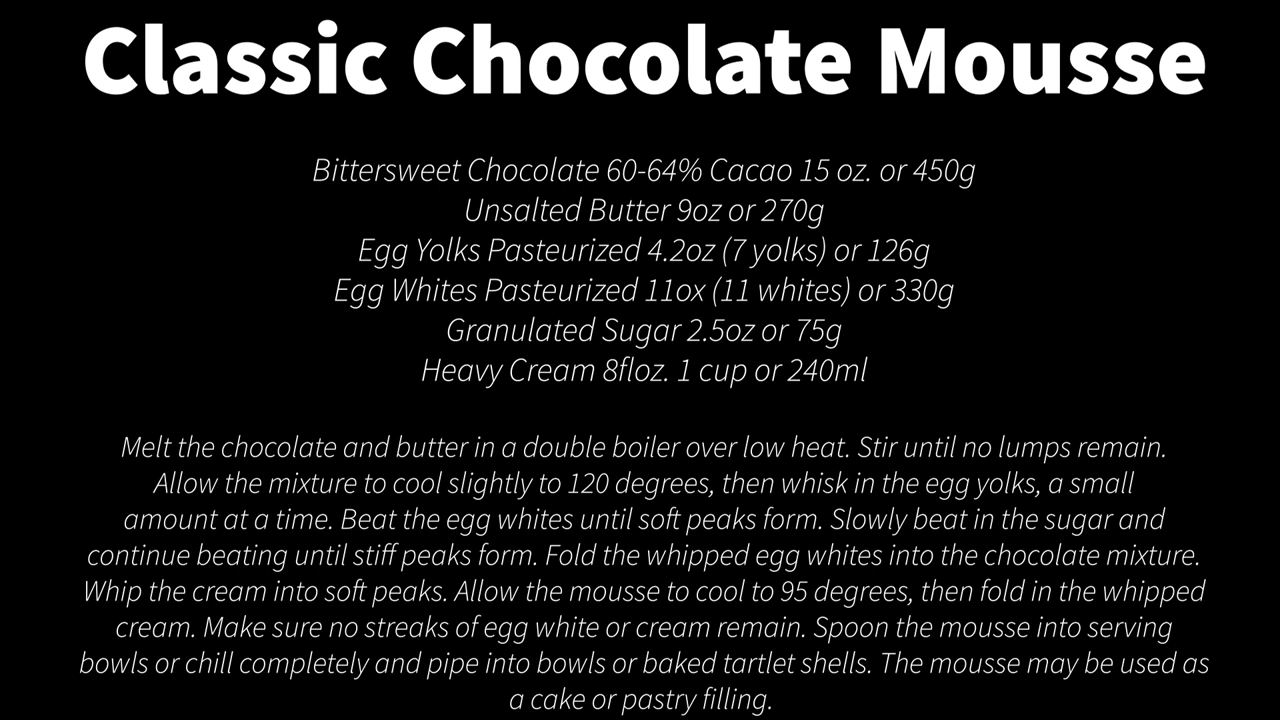 Classic Chocolate Mousse
Bittersweet Chocolate 60-64% Cacao 15 oz. or 450g
Unsalted Butter 9oz or 270g
Egg Yolks Pasteurized 4.2oz (7 yolks) or 126g
Egg Whites Pasteurized 11ox (11 whites) or 330g
Granulated Sugar 2.5oz or 75g
Heavy Cream 8floz. 1 cup or 240ml
Melt the chocolate and butter in a double boiler over low heat. Stir until no lumps remain.
Allow the mixture to cool slightly to 120 degrees, then whisk in the egg yolks, a small
amount at a time. Beat the egg whites until soft peaks form. Slowly beat in the sugar and
continue beating until stiff peaks form. Fold the whipped egg whites into the chocolate mixture.
Whip the cream into soft peaks. Allow the mousse to cool to 95 degrees, then fold in the whipped
cream. Make sure no streaks of egg white or cream remain. Spoon the mousse into serving
bowls or chill completely and pipe into bowls or baked tartlet shells. The mousse may be used as
a cake or pastry filling.